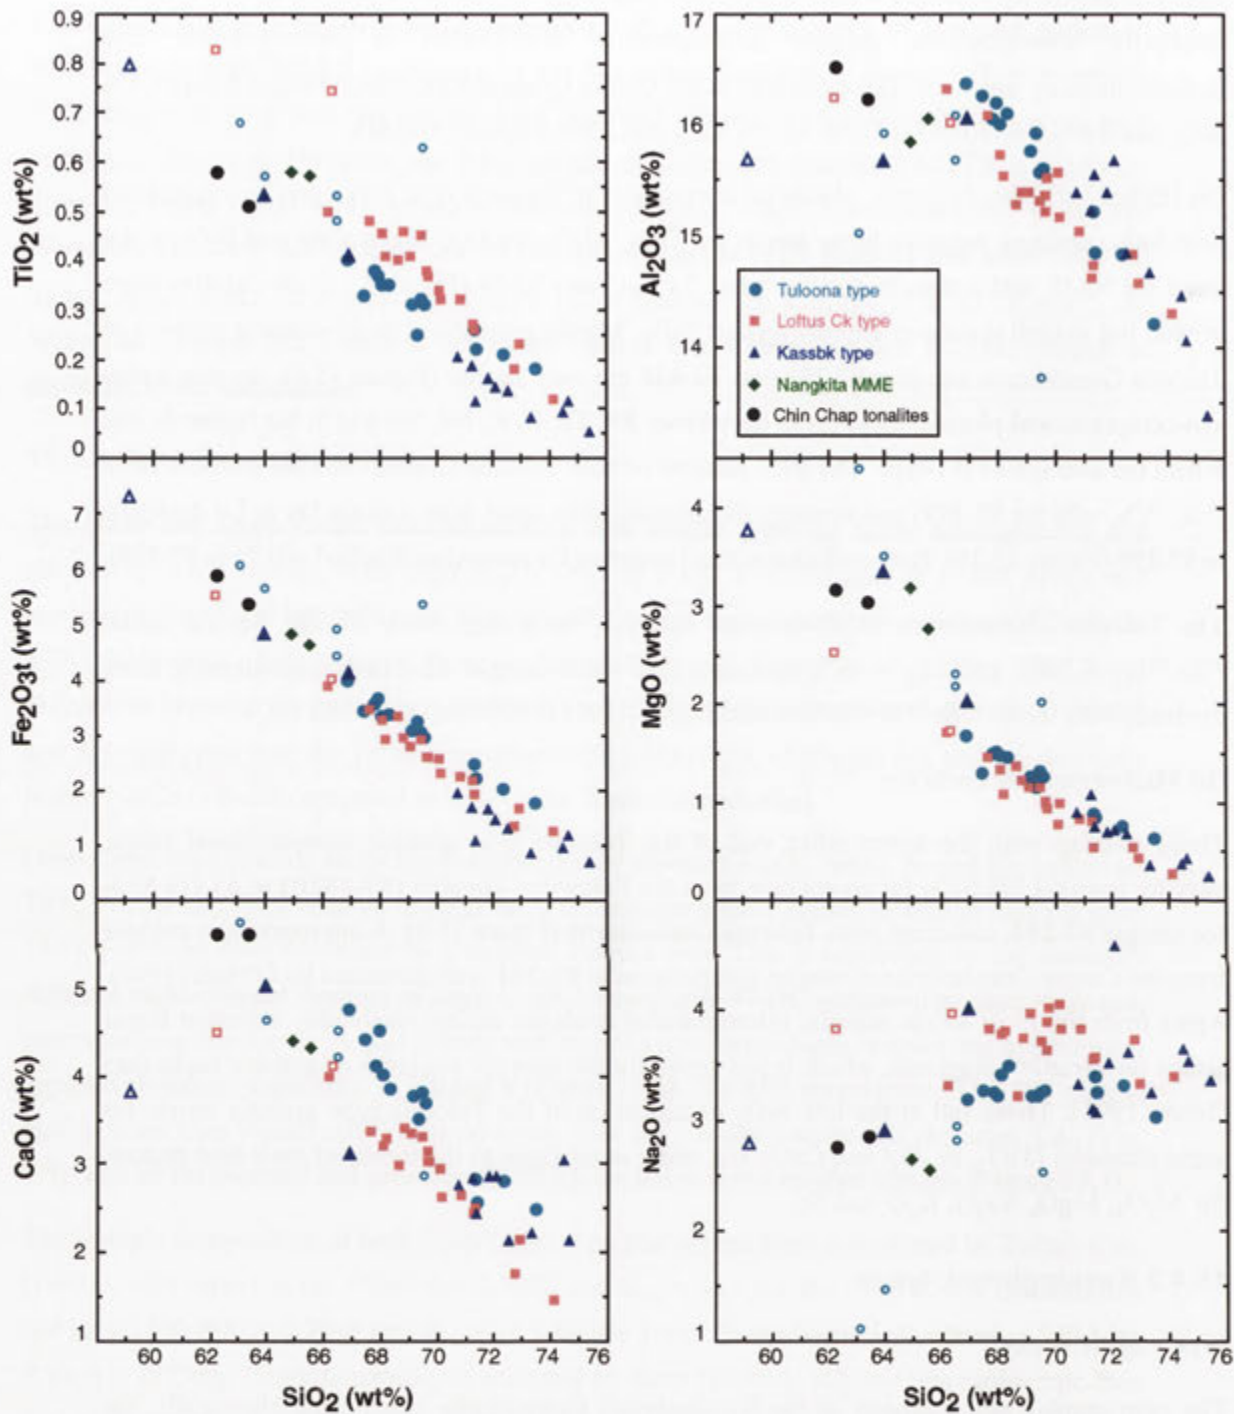 0.9
0.8
0.7
0.6
0.5
0.4
0.3
0.2
0.1
0
TiO2 (wt%)
17
16
15
14
Al2O3 (wt%)
Tuloona type
Loftus Ck type
Kassbk type
Nangkita MME
Chin Chap tonalites
7
6
5
4
3
2
1
0
Fe2O3t (wt%)
4
3
2
1
0
MgO (wt%)
5
4
3
2
1
CaO (wt%)
60 62 64 66 68 70 72 74 76
SiO2 (wt%)
4
3
2
1
Na2O (wt%)
60 62 64 66 68 70 72 74 76
SiO2 (wt%)